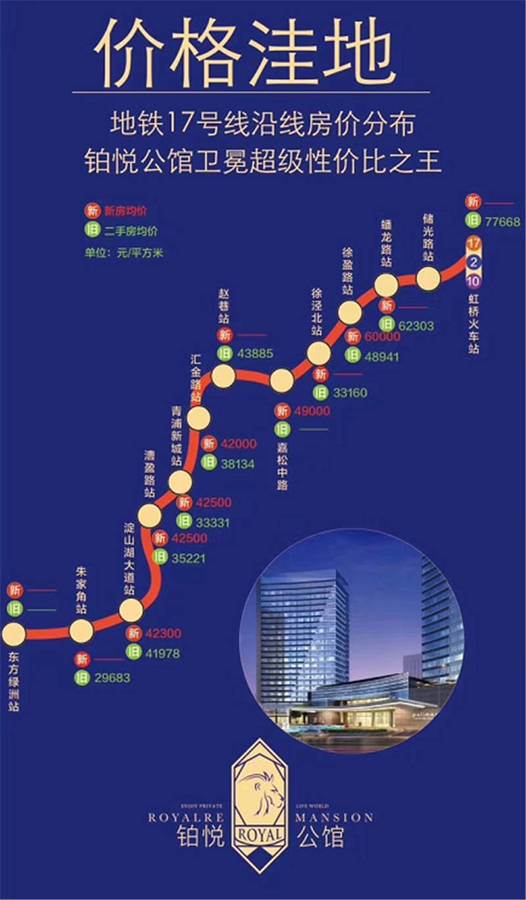 价格洼地
地铁17号线沿线房价分布
铂悦公馆卫冕超级性价比之王
新 新房均价
旧 二手房均价
单位：元/平方米
新 ——
旧 77668
17
2
10
虹桥火车站
诸光路站
蟠龙路站
新 ——
旧 62303
徐盈路站
新 60000
旧 48941
徐泾北站
新 ——
旧 33160
嘉松中路
新 49000
旧 ——
赵巷站
新 ——
旧 43885
汇金路站
新 42000
旧 38134
青浦新城站
新 42500
旧 33331
漕盈路站
新 42500
旧 35221
淀山湖大道站
新 42300
旧 41978
朱家角站
新 ——
旧 29683
新 ——
旧 ——
东方绿洲站
ENJOY PRIVATE LIFE WORLD
ROYALRE MANSION
铂悦 ROYAL 公馆